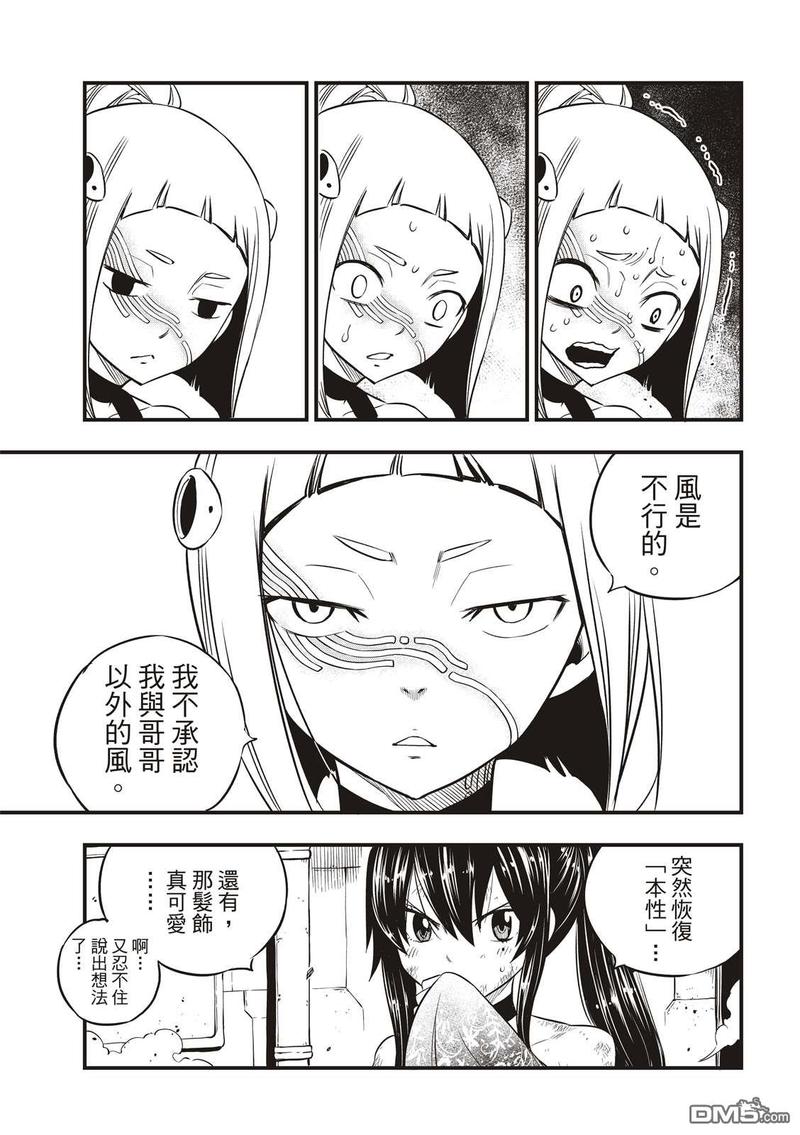 風是
不行的。
我不承認
我與哥哥
以外的風。
突然恢復
「本性」…
還有，
那髮飾
真可愛
……
啊…
又忍不住
說出想法
了…
DM5.com